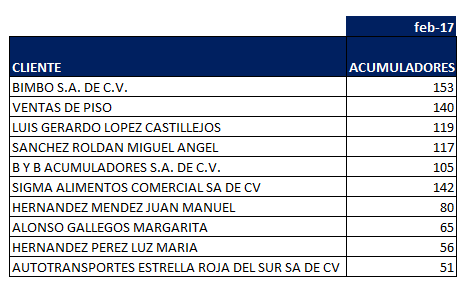 feb-17
CLIENTE ACUMULADORES
BIMBO S.A. DE C.V. 153
VENTAS DE PISO 140
LUIS GERARDO LOPEZ CASTILLEJOS 119
SANCHEZ ROLDAN MIGUEL ANGEL 117
B Y B ACUMULADORES S.A. DE C.V. 105
SIGMA ALIMENTOS COMERCIAL SA DE CV 142
HERNANDEZ MENDEZ JUAN MANUEL 80
ALONSO GALLEGOS MARGARITA 65
HERNANDEZ PEREZ LUZ MARIA 56
AUTOTRANSPORTES ESTRELLA ROJA DEL SUR SA DE CV 51